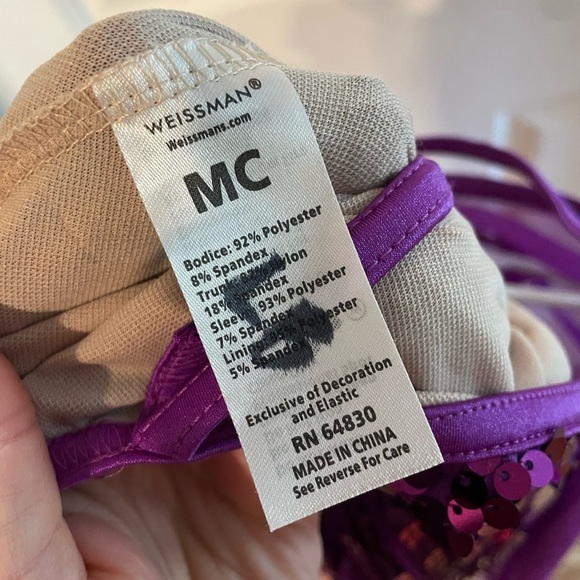 WEISSMAN®
Weissmans.com
MC
Bodice: 92% Polyester
8% Spandex
18% Spandex
93% Polyester
7% Spandex
Polyester
5% Spandex
Exclusive of Decoration
and Elastic
RN 64830
MADE IN CHINA
See Reverse For Care